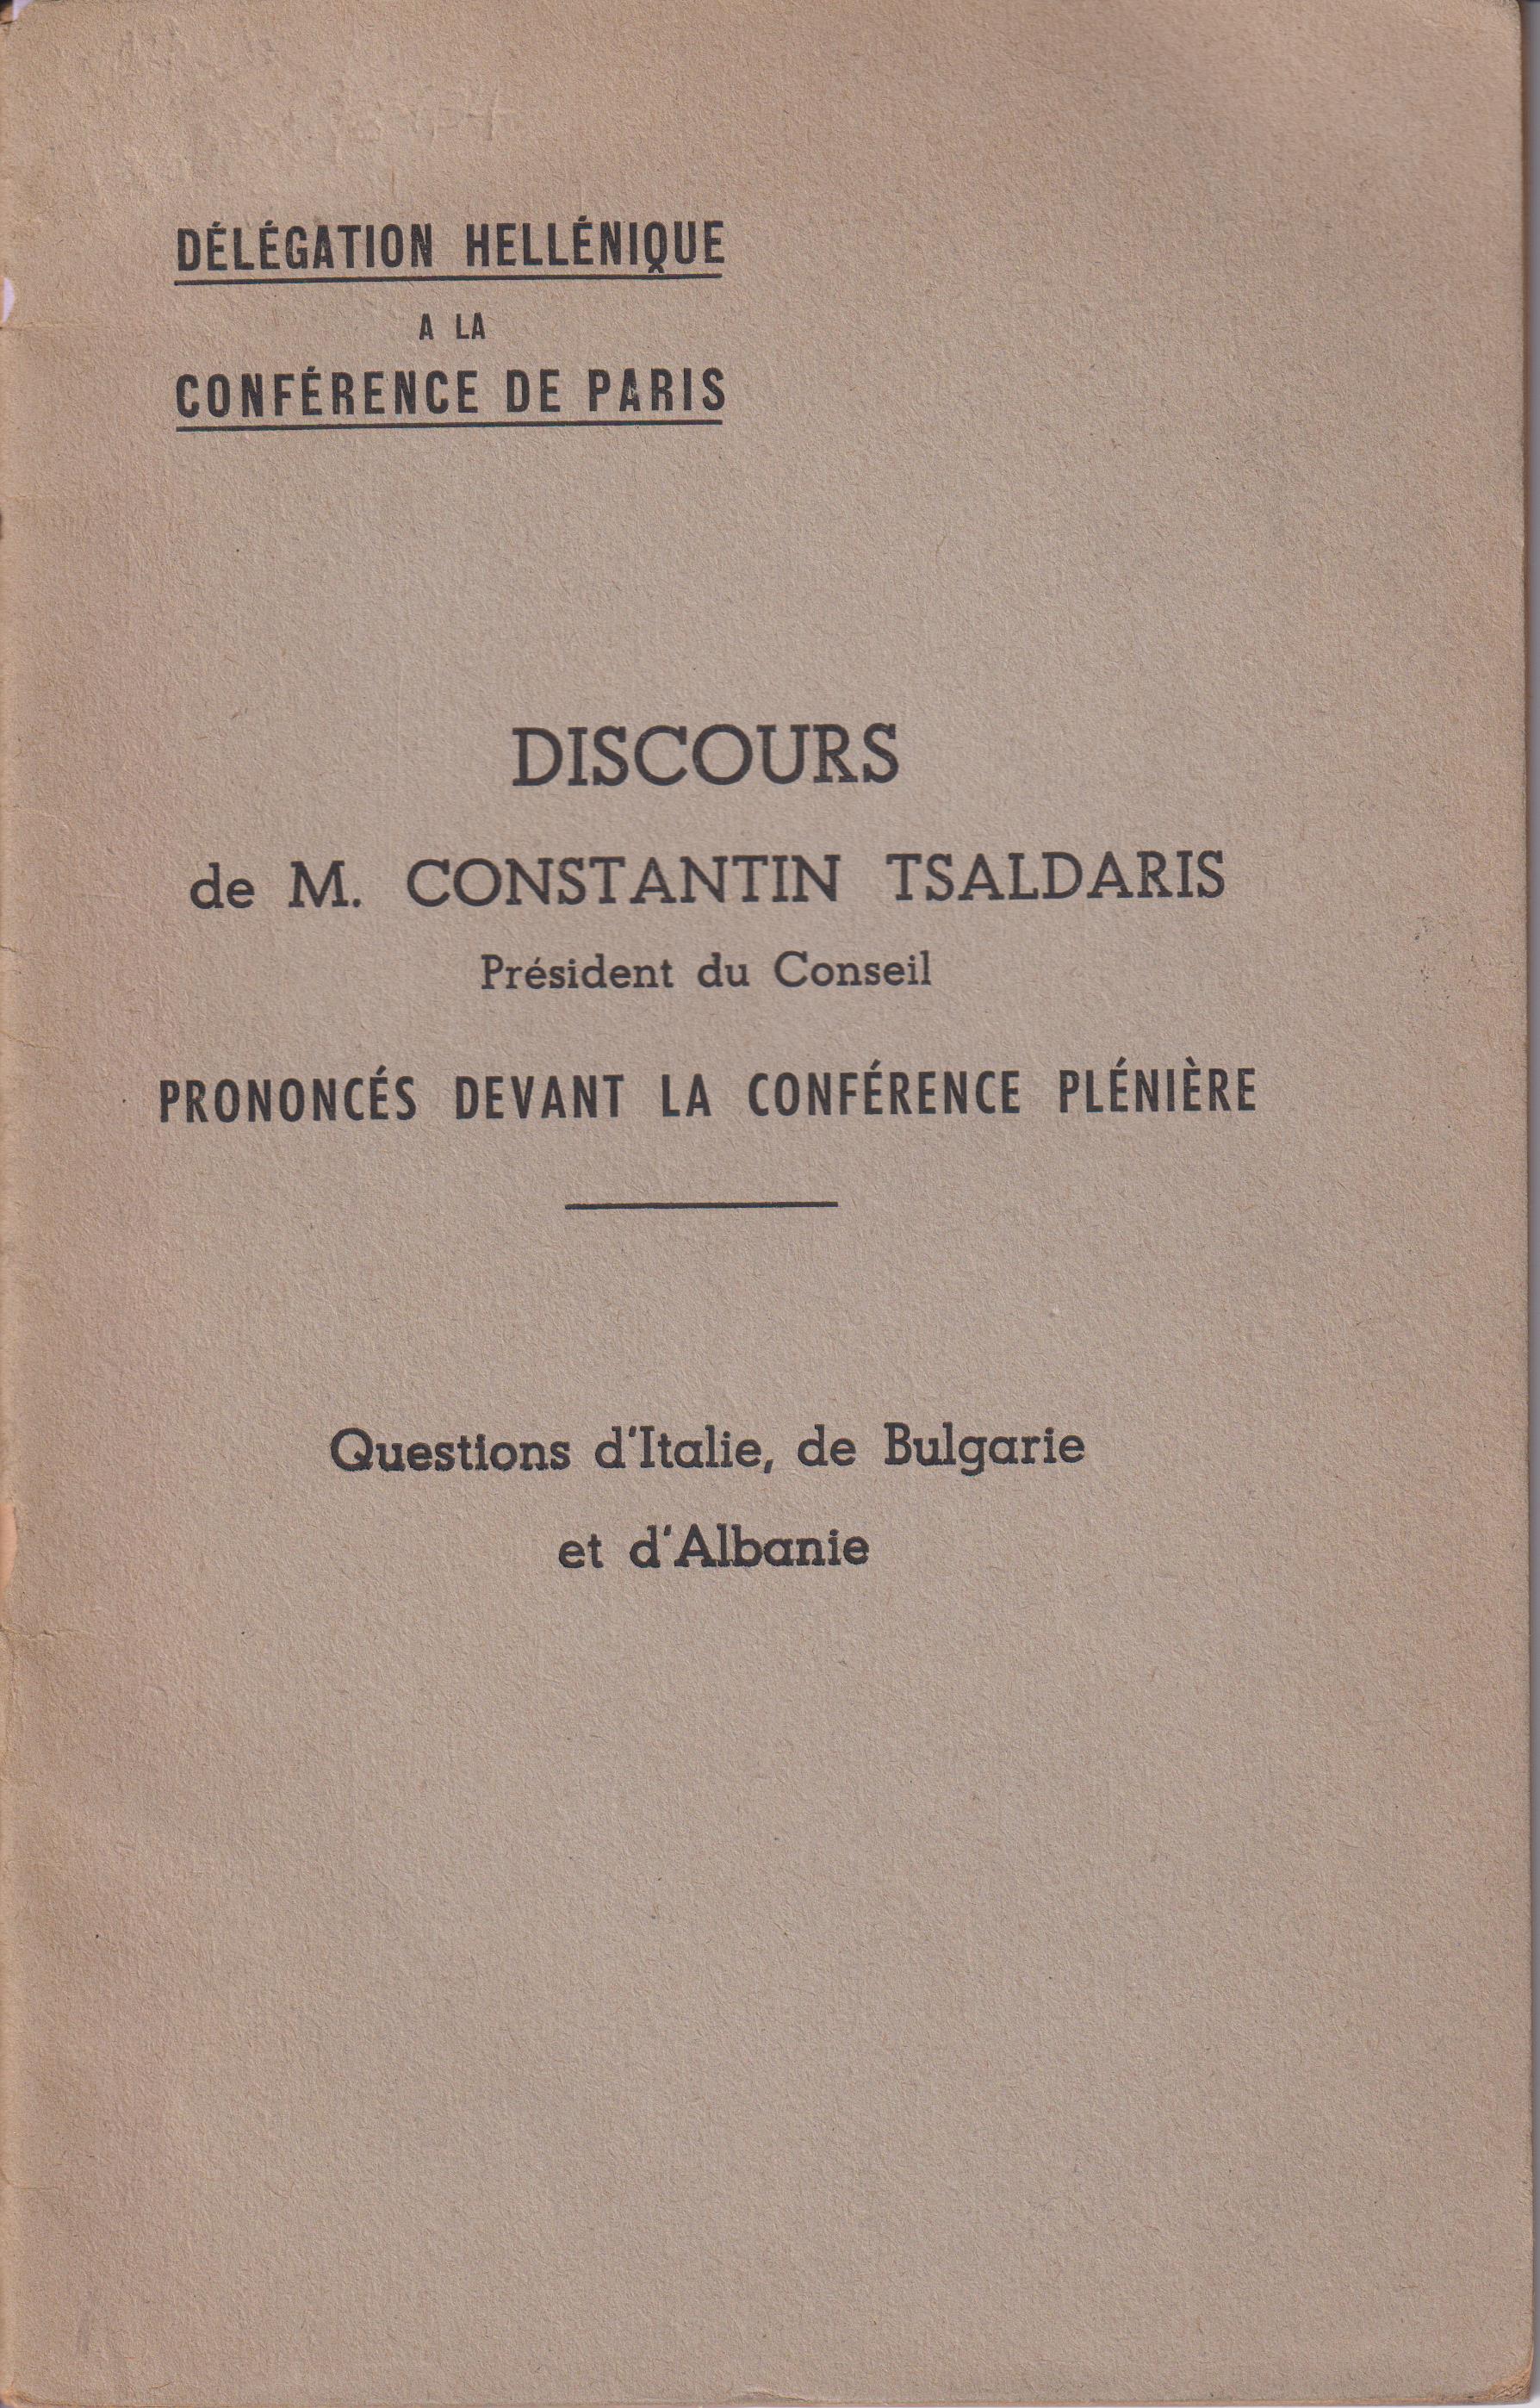 DÉLÉGATION HELLÉNIQUE
A LA
CONFÉRENCE DE PARIS
DISCOURS
de M. CONSTANTIN TSALDARIS
Président du Conseil
PRONONCÉS DEVANT LA CONFÉRENCE PLÉNIÈRE
Questions d'Italie, de Bulgarie
et d'Albanie